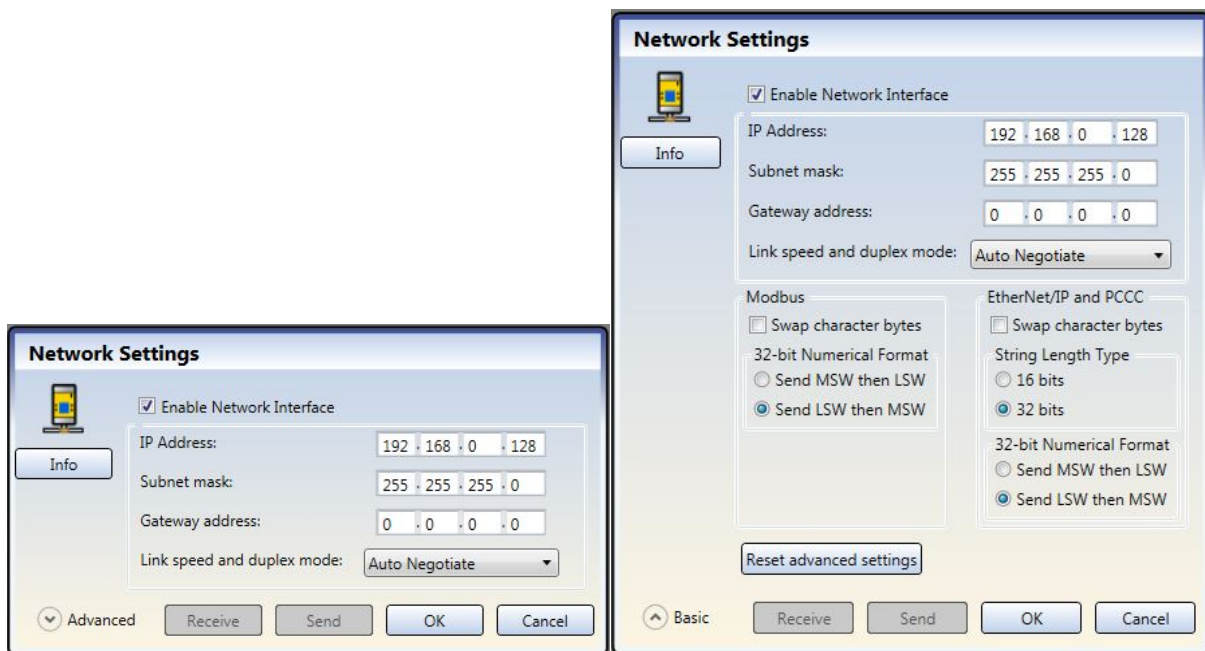 Network Settings
Enable Network Interface
Info
IP Address:
192 . 168 . 0 . 128
Subnet mask:
255 . 255 . 255 . 0
Gateway address:
0 . 0 . 0 . 0
Link speed and duplex mode:
Auto Negotiate
Advanced
Receive
Send
OK
Cancel
Network Settings
Enable Network Interface
Info
IP Address:
192 . 168 . 0 . 128
Subnet mask:
255 . 255 . 255 . 0
Gateway address:
0 . 0 . 0 . 0
Link speed and duplex mode:
Auto Negotiate
Modbus
Swap character bytes
32-bit Numerical Format
Send MSW then LSW
Send LSW then MSW
EtherNet/IP and PCCC
Swap character bytes
String Length Type
16 bits
32 bits
32-bit Numerical Format
Send MSW then LSW
Send LSW then MSW
Reset advanced settings
Basic
Receive
Send
OK
Cancel